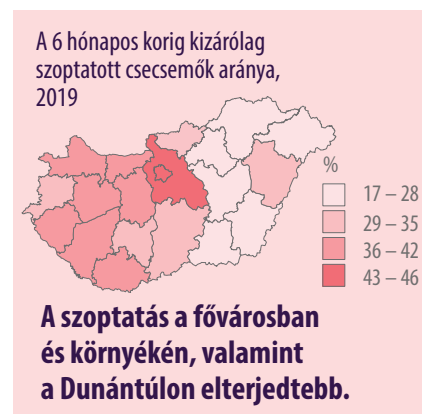 A 6 hónapos korig kizárólag
szoptatott csecsemők aránya,
2019
%
17 – 28
29 – 35
36 – 42
43 – 46
A szoptatás a fővárosban
és környékén, valamint
a Dunántúlon elterjedtebb.